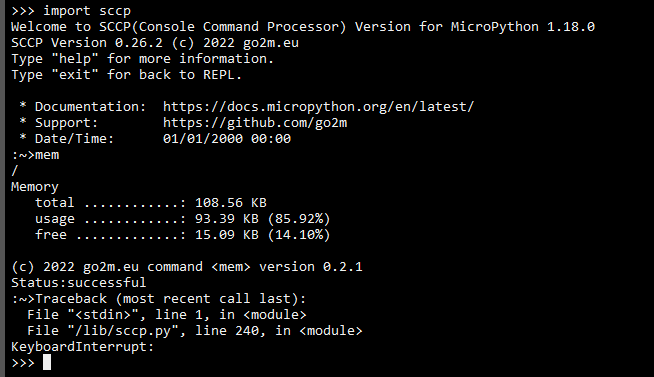 >>> import sccp
Welcome to SCCP(Console Command Processor) Version for MicroPython 1.18.0
SCCP Version 0.26.2 (c) 2022 go2m.eu
Type "help" for more information.
Type "exit" for back to REPL.

 * Documentation:  https://docs.micropython.org/en/latest/
 * Support:        https://github.com/go2m
 * Date/Time:      01/01/2000 00:00
:~>mem
/
Memory
   total ............: 108.56 KB
   usage ............: 93.39 KB (85.92%)
   free .............: 15.09 KB (14.10%)

(c) 2022 go2m.eu command <mem> version 0.2.1
Status:successful
:~>Traceback (most recent call last):
  File "<stdin>", line 1, in <module>
  File "/lib/sccp.py", line 240, in <module>
KeyboardInterrupt:
>>>